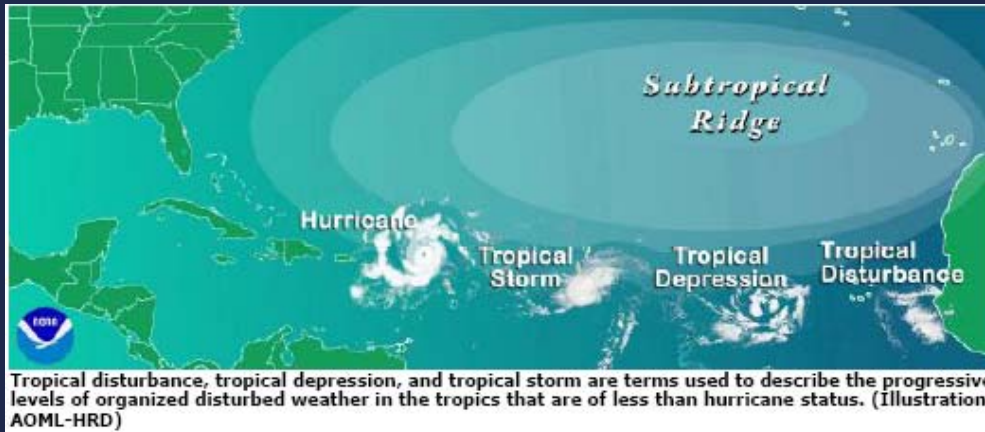 Subtropical
Ridge
Hurricane
Tropical
Storm
Tropical
Depression
Tropical
Disturbance
noaa
Tropical disturbance, tropical depression, and tropical storm are terms used to describe the progressive
levels of organized disturbed weather in the tropics that are of less than hurricane status. (Illustration
AOML-HRD)